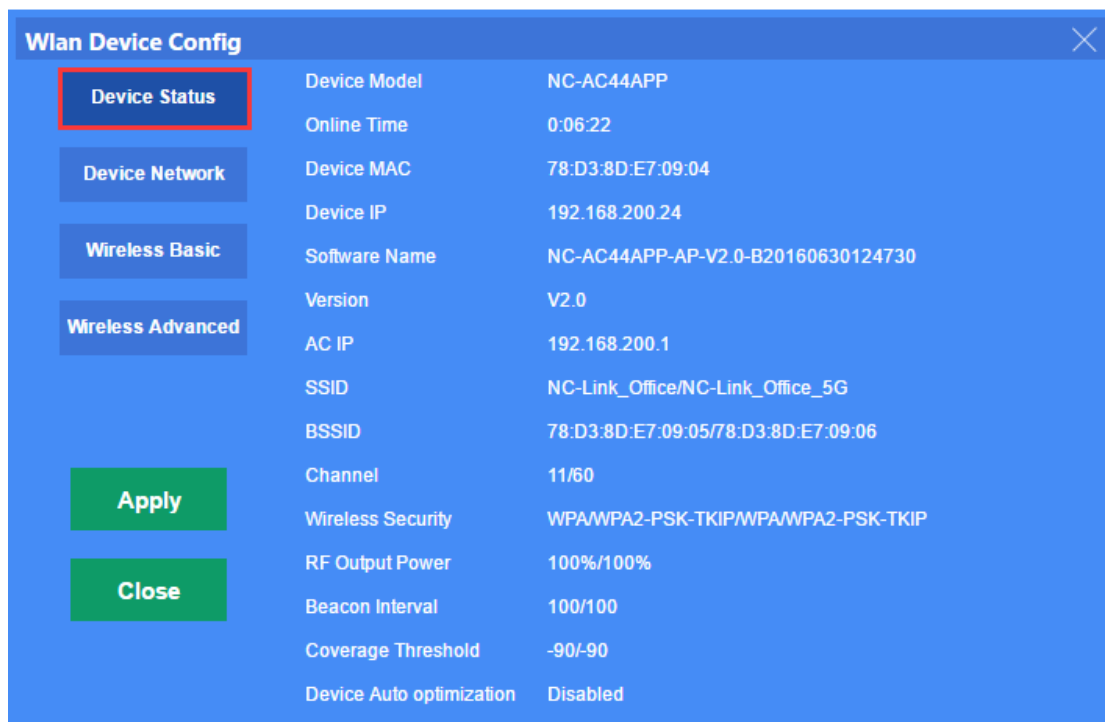 Wlan Device Config
Device Status
Device Network
Wireless Basic
Wireless Advanced
Apply
Close
Device Model NC-AC44APP
Online Time 0:06:22
Device MAC 78:D3:8D:E7:09:04
Device IP 192.168.200.24
Software Name NC-AC44APP-AP-V2.0-B20160630124730
Version V2.0
AC IP 192.168.200.1
SSID NC-Link_Office/NC-Link_Office_5G
BSSID 78:D3:8D:E7:09:05/78:D3:8D:E7:09:06
Channel 11/60
Wireless Security WPA/WPA2-PSK-TKIP/WPA/WPA2-PSK-TKIP
RF Output Power 100%/100%
Beacon Interval 100/100
Coverage Threshold -90/-90
Device Auto optimization Disabled